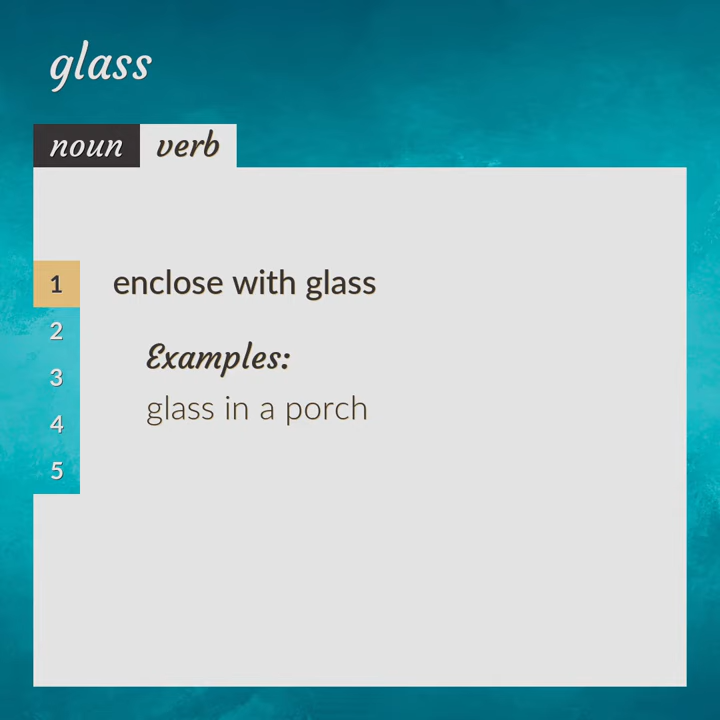 glass
noun verb
1 enclose with glass
2
Examples:
3
glass in a porch
4
5